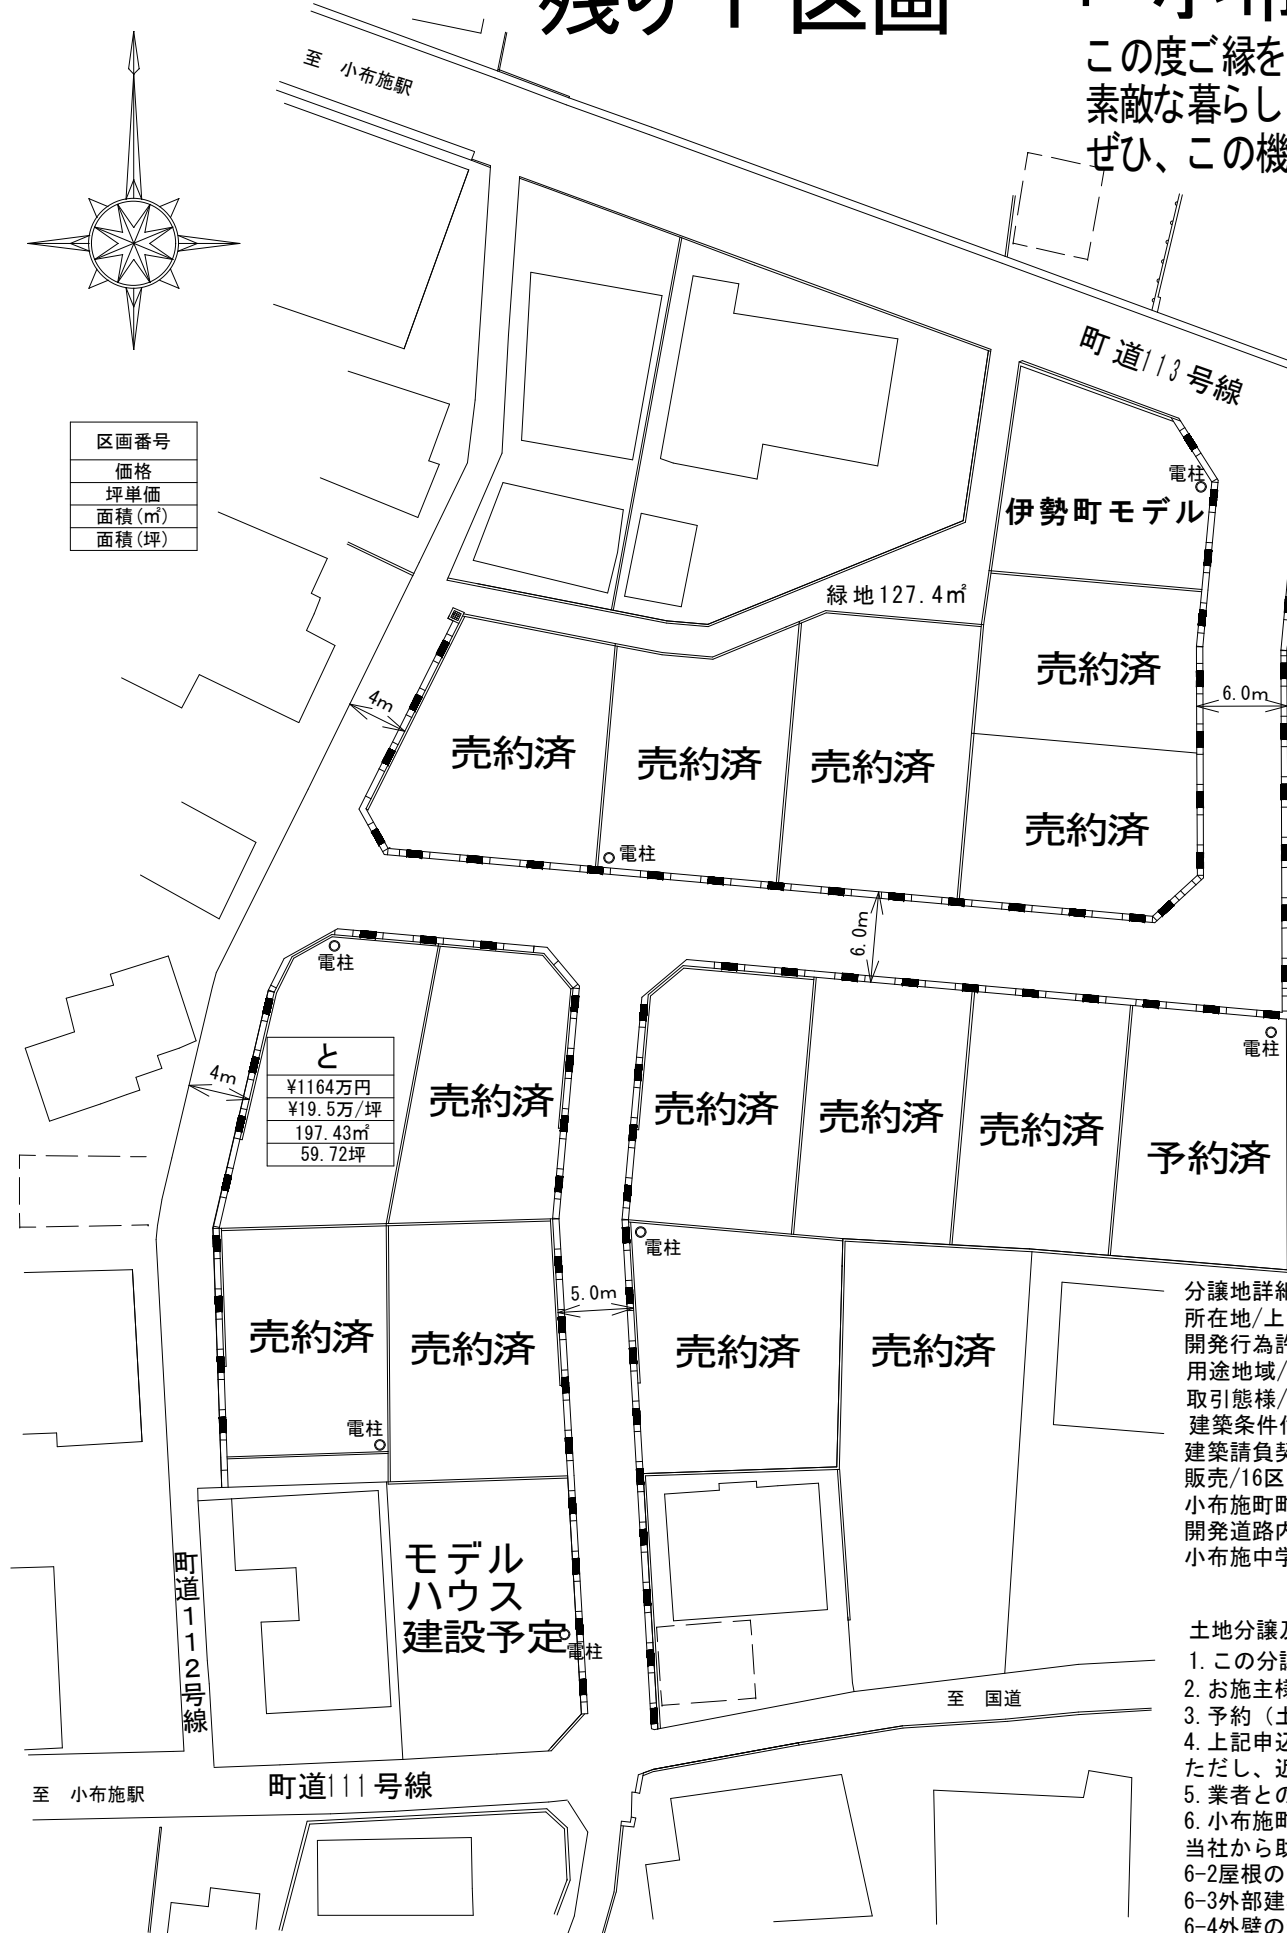 残り1区画
この度ご縁を
素敵な暮らし
ぜひ、この機
至　小布施駅
町道113号線
区画番号
価格
坪単価
面積(㎡)
面積(坪)
電柱
伊勢町モデル
緑地127.4㎡
売約済
6.0m
4m
売約済
売約済
売約済
売約済
電柱
6.0m
電柱
電柱
と
¥1164万円
¥19.5万/坪
197.43㎡
59.72坪
4m
売約済
売約済
売約済
売約済
予約済
電柱
5.0m
売約済
売約済
売約済
売約済
電柱
モデル
ハウス
建設予定
電柱
町道112号線
至　国道
至　小布施駅
町道111号線
分譲地詳細
所在地/上
開発行為許
用途地域/
取引態様/
建築条件付
建築請負契
販売/16区
小布施町町
開発道路内
小布施中学
土地分譲及
1.この分譲
2.お施主様
3.予約（土
4.上記申込
ただし、近
5.業者との
6.小布施町
当社から助
6-2屋根の
6-3外部建
6-4外壁の